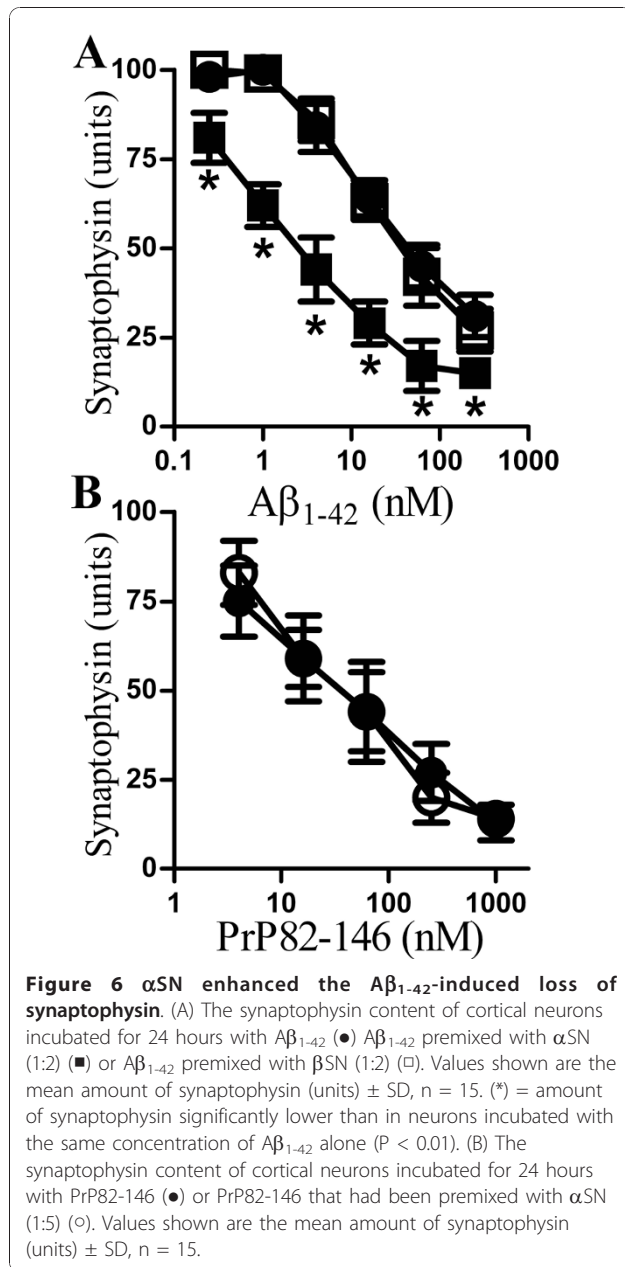 A
100
75
50
25
0
Synaptophysin (units)
*
*
*
*
*
*
0.1 1 10 100 1000
Aβ1-42 (nM)
B
100
75
50
25
0
Synaptophysin (units)
1 10 100 1000
PrP82-146 (nM)
Figure 6 αSN enhanced the Aβ1-42-induced loss of
synaptophysin. (A) The synaptophysin content of cortical neurons
incubated for 24 hours with Aβ1-42 (●) Aβ1-42 premixed with αSN
(1:2) (■) or Aβ1-42 premixed with βSN (1:2) (□). Values shown are the
mean amount of synaptophysin (units) ± SD, n = 15. (*) = amount
of synaptophysin significantly lower than in neurons incubated with
the same concentration of Aβ1-42 alone (P < 0.01). (B) The
synaptophysin content of cortical neurons incubated for 24 hours
with PrP82-146 (●) or PrP82-146 that had been premixed with αSN
(1:5) (○). Values shown are the mean amount of synaptophysin
(units) ± SD, n = 15.